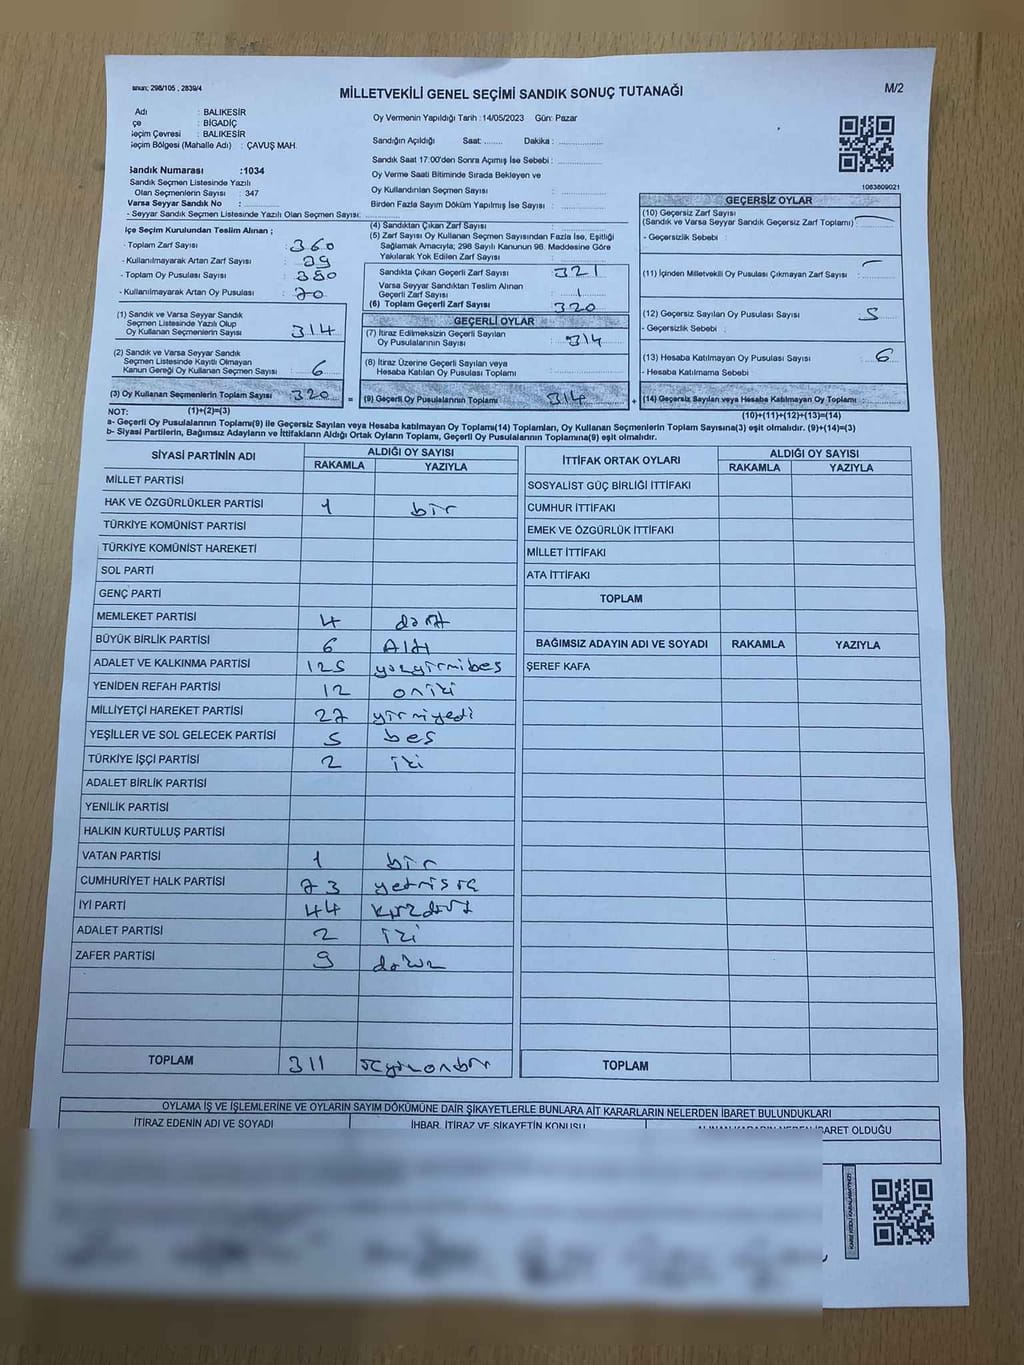 anun; 298/105 , 2839/4
MİLLETVEKİLİ GENEL SEÇİMİ SANDIK SONUÇ TUTANAĞI
M/2
Adı : BALIKESİR
çe : BİGADİÇ
Seçim Çevresi : BALIKESİR
Seçim Bölgesi (Mahalle Adı) : ÇAVUŞ MAH.
Oy Vermenin Yapıldığı Tarih :14/05/2023 Gün: Pazar
Sandığın Açıldığı Saat: ....... Dakika : ................
Sandık Saat 17:00'den Sonra Açımış İse Sebebi : ................
Oy Verme Saati Bitiminde Sırada Bekleyen ve
Oy Kullandırılan Seçmen Sayısı : ................
Birden Fazla Sayım Döküm Yapılmış İse Sayısı : ................
1083809021
Sandık Numarası :1034
Sandık Seçmen Listesinde Yazılı
Olan Seçmenlerin Sayısı : 347
Varsa Seyyar Sandık No :
- Seyyar Sandık Seçmen Listesinde Yazılı Olan Seçmen Sayısı:
İlçe Seçim Kurulundan Teslim Alınan ;
- Toplam Zarf Sayısı : 360
- Kullanılmayarak Artan Zarf Sayısı : 39
- Toplam Oy Pusulası Sayısı : 380
- Kullanılmayarak Artan Oy Pusulası : 70
(1) Sandık ve Varsa Seyyar Sandık
Seçmen Listesinde Yazılı Olup
Oy Kullanan Seçmenlerin Sayısı : 314
(2) Sandık ve Varsa Seyyar Sandık
Seçmen Listesinde Kayıtlı Olmayan
Kanun Gereği Oy Kullanan Seçmen Sayısı : 6
(3) Oy Kullanan Seçmenlerin Toplam Sayısı 320 =
(4) Sandıktan Çıkan Zarf Sayısı :
(5) Zarf Sayısı Oy Kullanan Seçmen Sayısından Fazla İse, Eşitliği
Sağlamak Amacıyla; 298 Sayılı Kanunun 98. Maddesine Göre
Yakılarak Yok Edilen Zarf Sayısı :
Sandıkta Çıkan Geçerli Zarf Sayısı : 321
Varsa Seyyar Sandıktan Teslim Alınan
Geçerli Zarf Sayısı : 1
(6) Toplam Geçerli Zarf Sayısı : 320
GEÇERLİ OYLAR
(7) İtiraz Edilmeksizin Geçerli Sayılan
Oy Pusulalarının Sayısı : 314
(8) İtiraz Üzerine Geçerli Sayılan veya
Hesaba Katılan Oy Pusulası Toplamı :
(9) Geçerli Oy Pusulalarının Toplamı : 314 +
GEÇERSİZ OYLAR
(10) Geçersiz Zarf Sayısı
(Sandık ve Varsa Seyyar Sandık Geçersiz Zarf Toplamı) :
- Geçersizlik Sebebi :
(11) İçinden Milletvekili Oy Pusulası Çıkmayan Zarf Sayısı :
(12) Geçersiz Sayılan Oy Pusulası Sayısı : 5
- Geçersizlik Sebebi :
(13) Hesaba Katılmayan Oy Pusulası Sayısı : 6
- Hesaba Katılmama Sebebi
(14) Geçersiz Sayılan veya Hesaba Katılmayan Oy Toplamı :
NOT: (1)+(2)=(3)
(10)+(11)+(12)+(13)=(14)
a- Geçerli Oy Pusulalarının Toplamı(9) ile Geçersiz Sayılan veya Hesaba Katılmayan Oy Toplamı(14) Toplamları, Oy Kullanan Seçmenlerin Toplam Sayısına(3) eşit olmalıdır. (9)+(14)=(3)
b- Siyasi Partilerin, Bağımsız Adayların ve İttifakların Aldığı Ortak Oyların Toplamı, Geçerli Oy Pusulalarının Toplamına(9) eşit olmalıdır.
SİYASİ PARTİNİN ADI ALDIĞI OY SAYISI
RAKAMLA YAZIYLA
MİLLET PARTİSİ
HAK VE ÖZGÜRLÜKLER PARTİSİ 1 bir
TÜRKİYE KOMÜNİST PARTİSİ
TÜRKİYE KOMÜNİST HAREKETİ
SOL PARTİ
GENÇ PARTİ
MEMLEKET PARTİSİ 4 dört
BÜYÜK BİRLİK PARTİSİ 6 Altı
ADALET VE KALKINMA PARTİSİ 125 yüzyirmibeş
YENİDEN REFAH PARTİSİ 12 oniki
MİLLİYETÇİ HAREKET PARTİSİ 27 yirmiyedi
YEŞİLLER VE SOL GELECEK PARTİSİ 5 beş
TÜRKİYE İŞÇİ PARTİSİ 2 iki
ADALET BİRLİK PARTİSİ
YENİLİK PARTİSİ
HALKIN KURTULUŞ PARTİSİ
VATAN PARTİSİ 1 bir
CUMHURİYET HALK PARTİSİ 73 yetmişüç
İYİ PARTİ 44 kırkdört
ADALET PARTİSİ 2 iki
ZAFER PARTİSİ 9 dokuz
TOPLAM 311 üçyüzonbir
İTTİFAK ORTAK OYLARI ALDIĞI OY SAYISI
RAKAMLA YAZIYLA
SOSYALİST GÜÇ BİRLİĞİ İTTİFAKI
CUMHUR İTTİFAKI
EMEK VE ÖZGÜRLÜK İTTİFAKI
MİLLET İTTİFAKI
ATA İTTİFAKI
TOPLAM
BAĞIMSIZ ADAYIN ADI VE SOYADI RAKAMLA YAZIYLA
ŞEREF KAFA
TOPLAM
OYLAMA İŞ VE İŞLEMLERİNE VE OYLARIN SAYIM DÖKÜMÜNE DAİR ŞİKAYETLERLE BUNLARA AİT KARARLARIN NELERDEN İBARET BULUNDUKLARI
İTİRAZ EDENİN ADI VE SOYADI
İHBAR, İTİRAZ VE ŞİKAYETİN KONUSU
ALINAN KARARIN NEDEN İBARET OLDUĞU